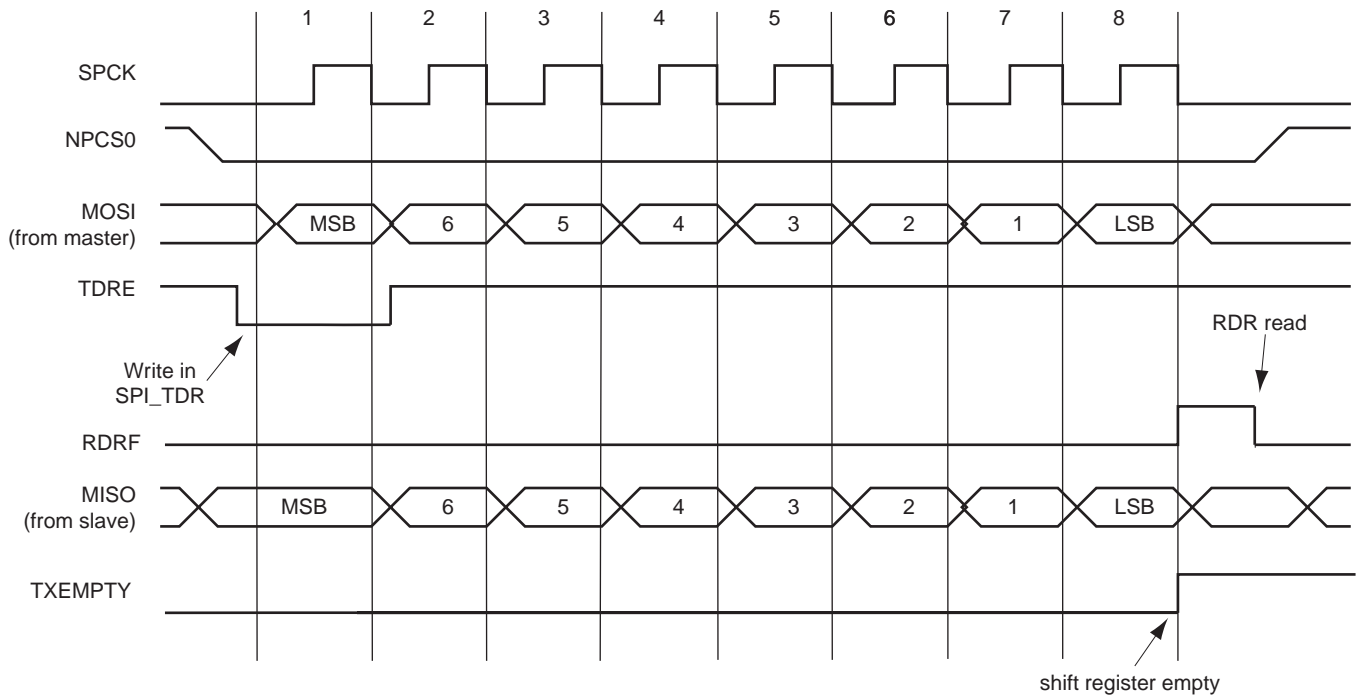 1 2 3 4 5 6 7 8
SPCK
NPCS0
MOSI
(from master)
MSB 6 5 4 3 2 1 LSB
TDRE
Write in
SPI_TDR
RDR read
RDRF
MISO
(from slave)
MSB 6 5 4 3 2 1 LSB
TXEMPTY
shift register empty